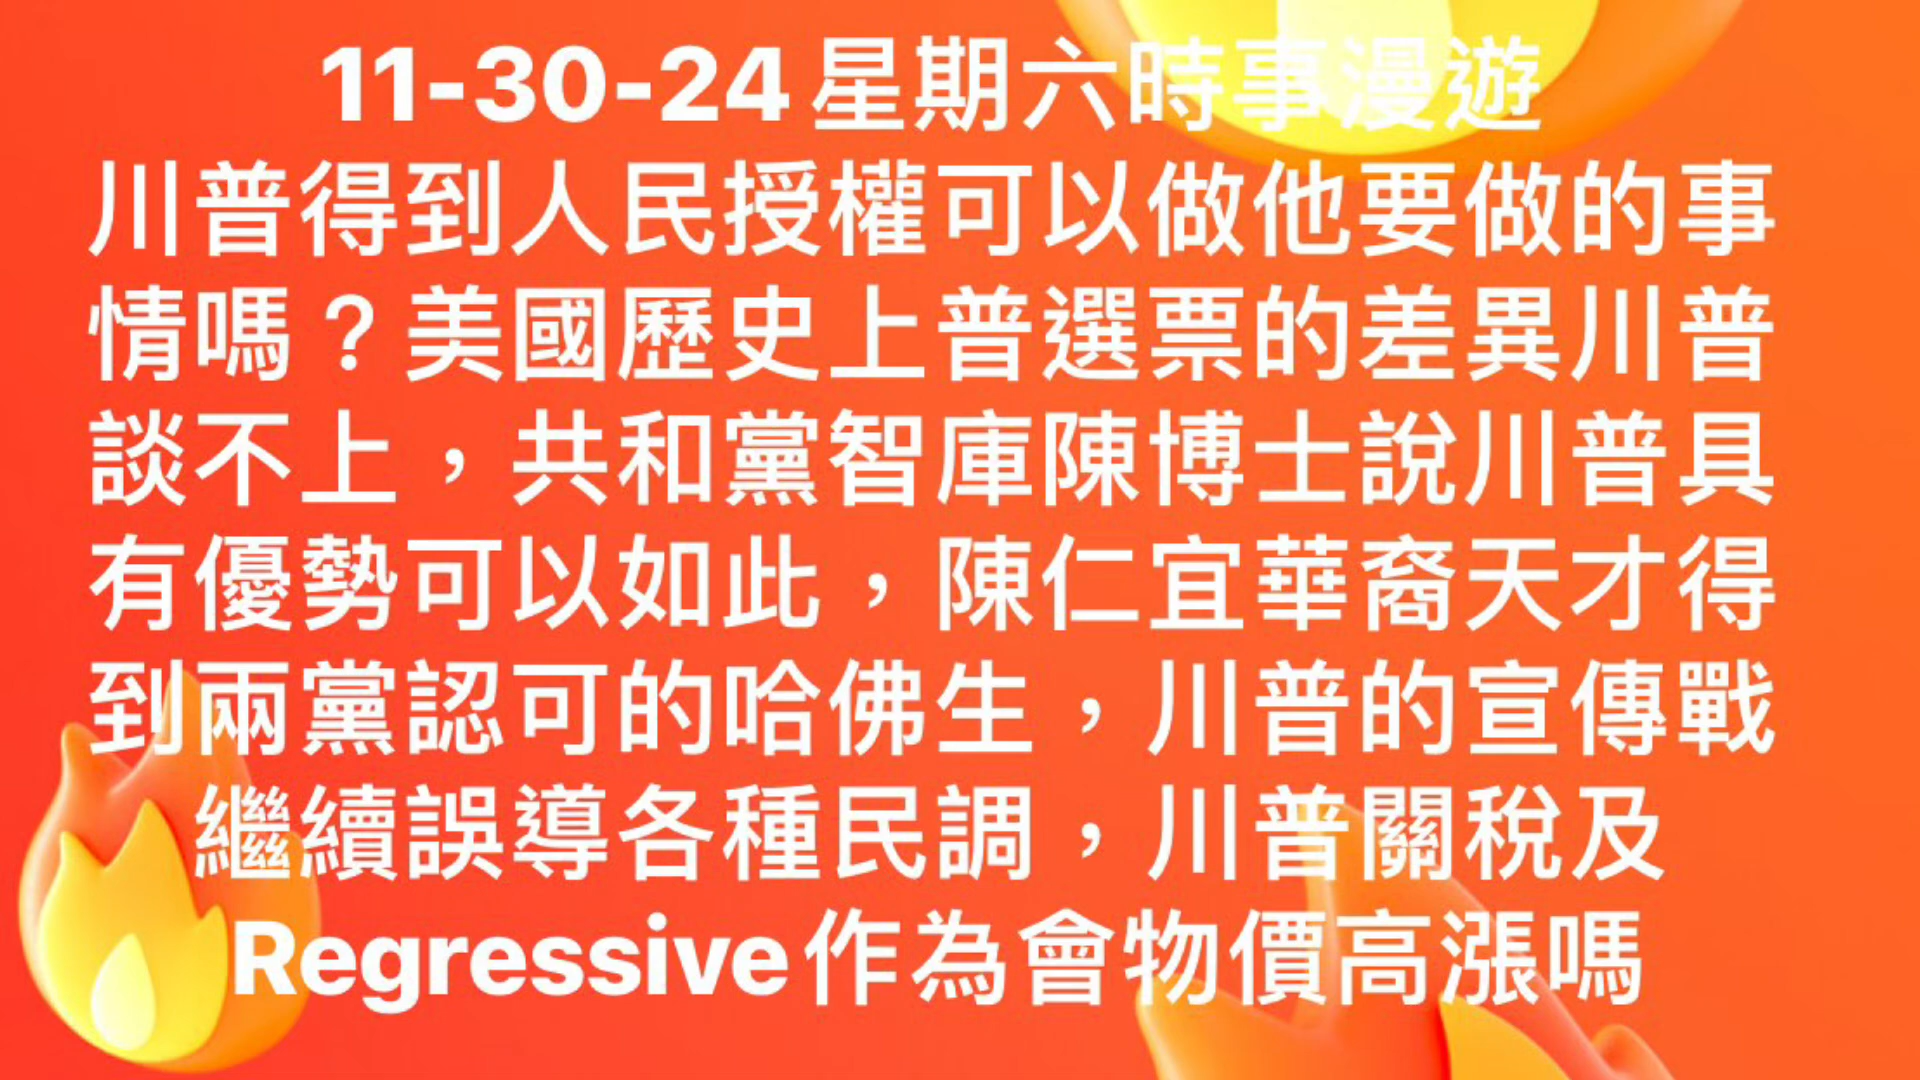 11-30-24星期六時事漫遊
川普得到人民授權可以做他要做的事
情嗎？美國歷史上普選票的差異川普
談不上，共和黨智庫陳博士說川普具
有優勢可以如此，陳仁宜華裔天才得
到兩黨認可的哈佛生，川普的宣傳戰
繼續誤導各種民調，川普關稅及
Regressive作為會物價高漲嗎